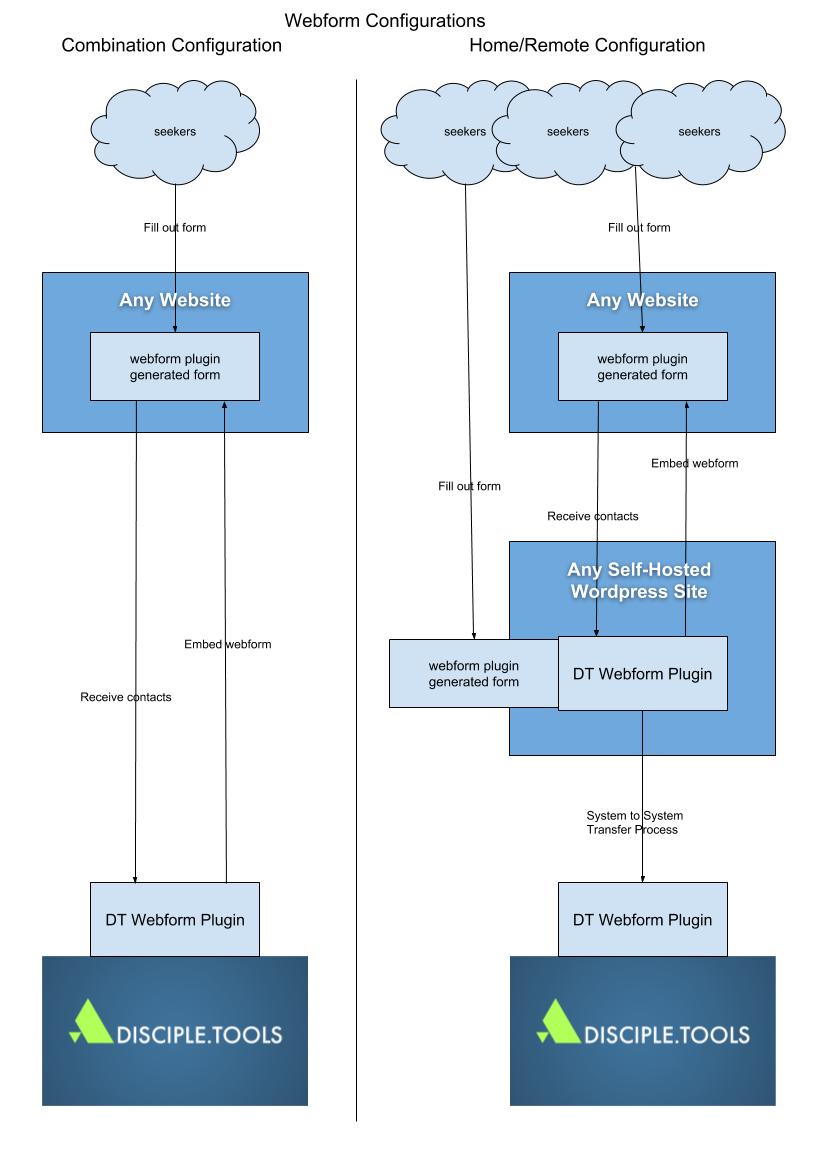 Webform Configurations
Combination Configuration
seekers
Fill out form
Any Website
webform plugin
generated form
Embed webform
Receive contacts
DT Webform Plugin
DISCIPLE.TOOLS
Home/Remote Configuration
seekers
seekers
seekers
Fill out form
Any Website
webform plugin
generated form
Embed webform
Fill out form
Receive contacts
Any Self-Hosted
Wordpress Site
webform plugin
generated form
DT Webform Plugin
System to System
Transfer Process
DT Webform Plugin
DISCIPLE.TOOLS